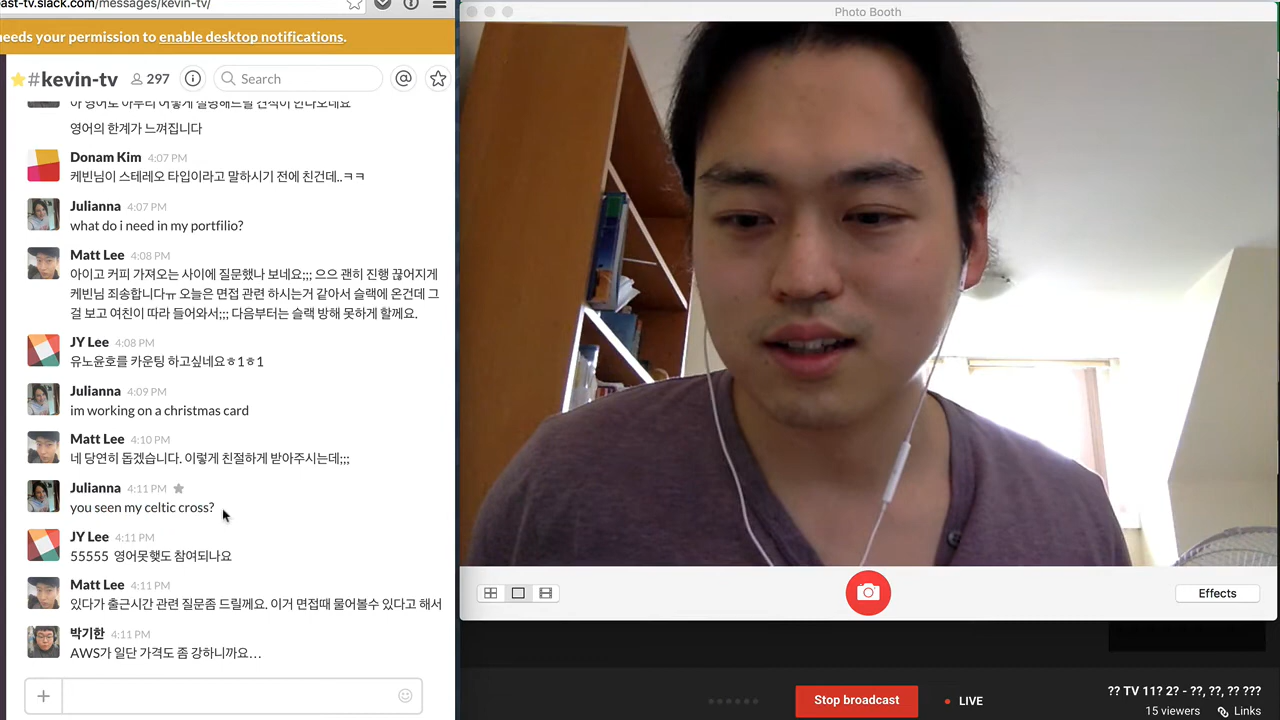 ast-tv.slack.com/messages/kevin-tv/
needs your permission to enable desktop notifications.
#kevin-tv
297
Search
영어의 한계가 느껴집니다
Donam Kim 4:07 PM
케빈님이 스테레오 타입이라고 말하시기 전에 친건데..ㅋㅋ
Julianna 4:07 PM
what do i need in my portfilio?
Matt Lee 4:08 PM
아이고 커피 가져오는 사이에 질문했나 보네요;;; 으으 괜히 진행 끊어지게
케빈님 죄송합니다ㅠ 오늘은 면접 관련 하시는거 같아서 슬랙에 온건데 그
걸 보고 여친이 따라 들어와서;;; 다음부터는 슬랙 방해 못하게 할께요.
JY Lee 4:08 PM
유노윤호를 카운팅 하고싶네요ㅎ1ㅎ1
Julianna 4:09 PM
im working on a christmas card
Matt Lee 4:10 PM
네 당연히 돕겠습니다. 이렇게 친절하게 받아주시는데;;;
Julianna 4:11 PM
you seen my celtic cross?
JY Lee 4:11 PM
55555 영어못햊도 참여되나요
Matt Lee 4:11 PM
있다가 출근시간 관련 질문좀 드릴께요. 이거 면접때 물어볼수 있다고 해서
박기한 4:11 PM
AWS가 일단 가격도 좀 강하니까요…
Photo Booth
Effects
Stop broadcast
LIVE
?? TV 11? 2? - ??, ??, ?? ???
15 viewers
Links